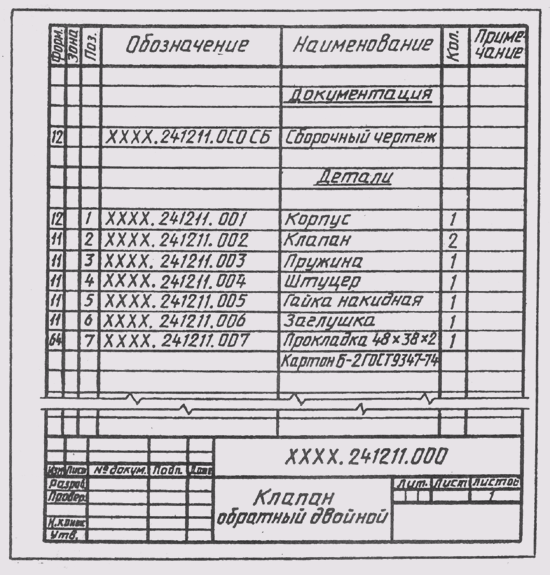 Форм. Зона Поз. Обозначение Наименование Кол. Приме-
чание
Документация
12 XXXX.241211.0C0 СБ Сборочный чертеж
Детали
12 1 XXXX.241211.001 Корпус 1
11 2 XXXX.241211.002 Клапан 2
11 3 XXXX.241211.003 Пружина 1
11 4 XXXX.241211.004 Штуцер 1
11 5 XXXX.241211.005 Гайка накидная 1
11 6 XXXX.241211.006 Заглушка 1
64 7 XXXX.241211.007 Прокладка 48×38×2 1
Картон Б-2 ГОСТ 9347-74
XXXX.241211.000
Изм Лист № докум. Подп. Дата
Разраб.
Провер.
Н.контр
Утв.
Клапан
обратный двойной
Лит. Лист Листов
1